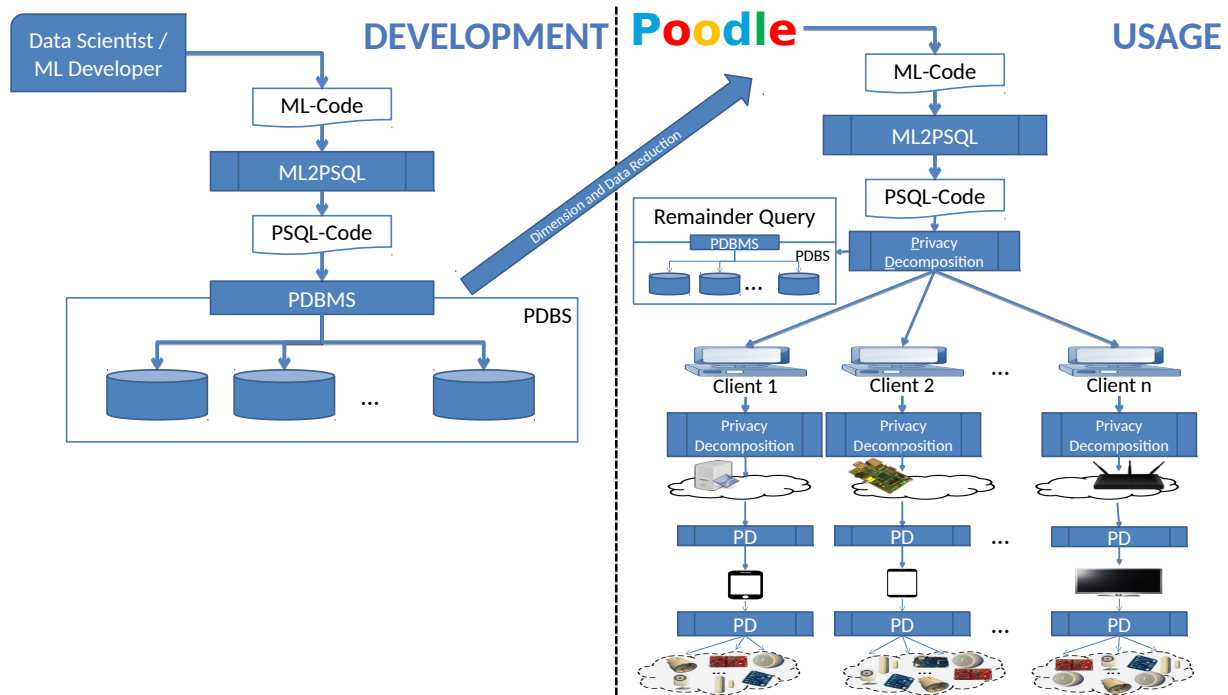 Data Scientist /
ML Developer
DEVELOPMENT
ML-Code
ML2PSQL
PSQL-Code
PDBMS
PDBS
...
Dimension and Data Reduction
Poodle
USAGE
ML-Code
ML2PSQL
PSQL-Code
Privacy
Decomposition
Remainder Query
PDBMS
PDBS
...
Client 1
Client 2
...
Client n
Privacy
Decomposition
Privacy
Decomposition
Privacy
Decomposition
PD
PD
...
PD
PD
PD
...
PD
...
...
...